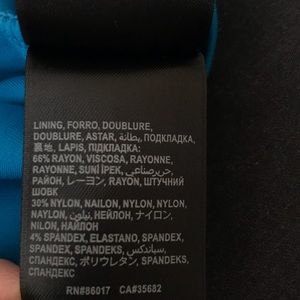 LINING, FORRO, DOUBLURE,
DOUBLURE, ASTAR, بطانة, ПОДКЛАДКА,
裏地, LAPIS, ПІДКЛАДКА:
66% RAYON, VISCOSA, RAYONNE,
RAYONNE, SUNİ İPEK, حريرصناعي,
РАЙОН, レーヨン, RAYON, ШТУЧНИЙ
ШОВК
30% NYLON, NAILON, NYLON, NYLON,
NAYLON, نيلون, НЕЙЛОН, ナイロン,
NILON, НАЙЛОН
4% SPANDEX, ELASTANO, SPANDEX,
SPANDEX, SPANDEKS, سباندكس,
СПАНДЕКС, ポリウレタン, SPANDEKS,
СПАНДЕКС
RN#86017 CA#35682